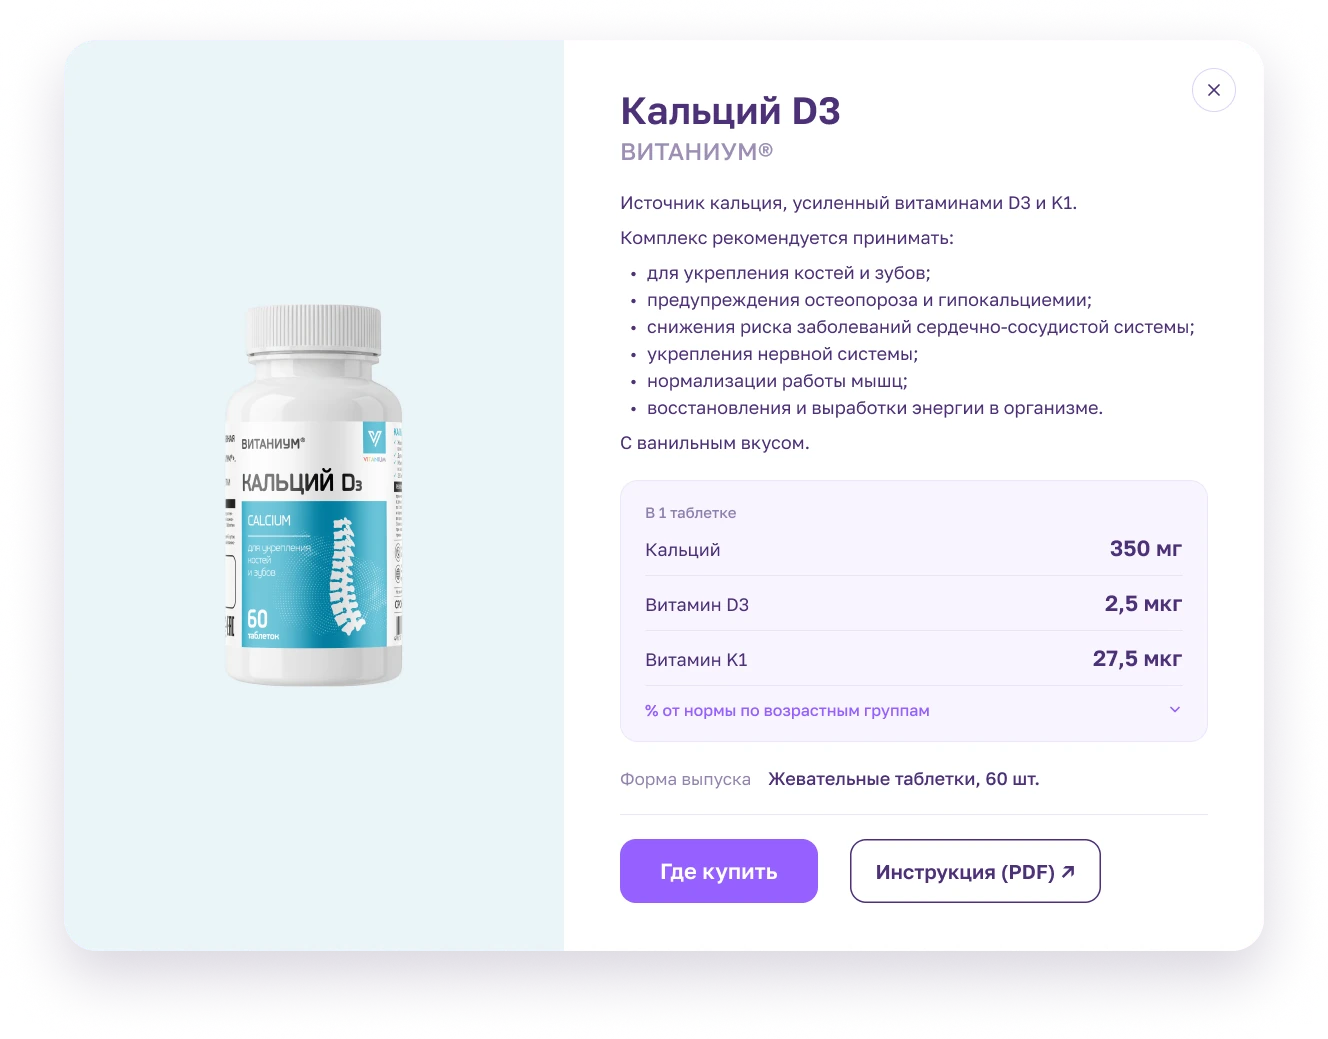 Кальций D3
ВИТАНИУМ®
Источник кальция, усиленный витаминами D3 и К1.
Комплекс рекомендуется принимать:
• для укрепления костей и зубов;
• предупреждения остеопороза и гипокальциемии;
• снижения риска заболеваний сердечно-сосудистой системы;
• укрепления нервной системы;
• нормализации работы мышц;
• восстановления и выработки энергии в организме.
С ванильным вкусом.
В 1 таблетке
Кальций 350 мг
Витамин D3 2,5 мкг
Витамин К1 27,5 мкг
% от нормы по возрастным группам
Форма выпуска Жевательные таблетки, 60 шт.
Где купить
Инструкция (PDF) ↗
ВИТАНИУМ®
VITANIUM
КАЛЬЦИЙ D3
CALCIUM
для укрепления
костей
и зубов
60
таблеток